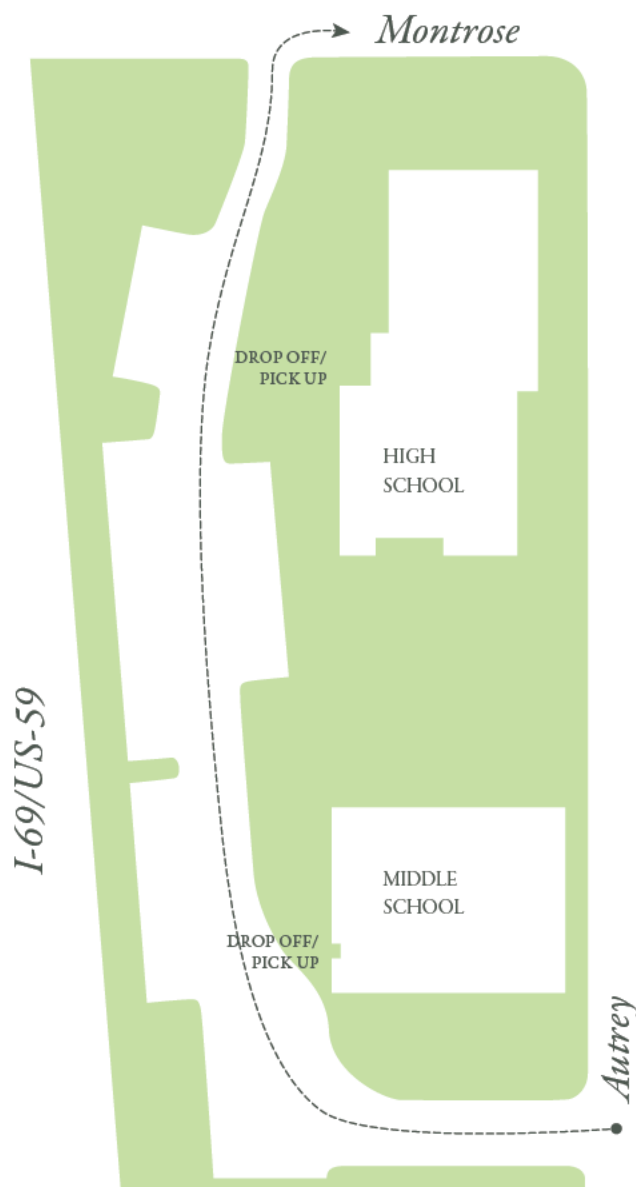 Montrose
DROP OFF/
PICK UP
HIGH
SCHOOL
I-69/US-59
MIDDLE
SCHOOL
DROP OFF/
PICK UP
Autrey